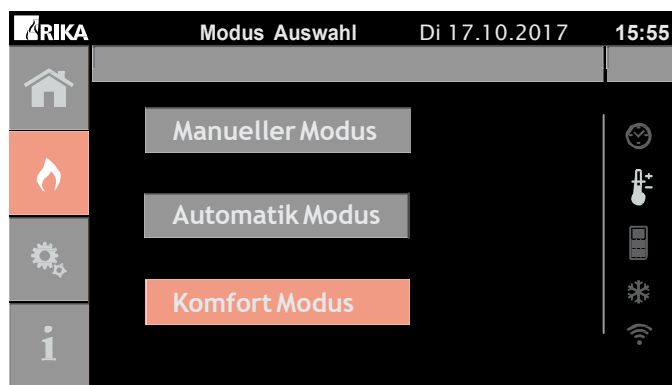 RIKA Modus Auswahl Di 17.10.2017 15:55
Manueller Modus
Automatik Modus
Komfort Modus
i